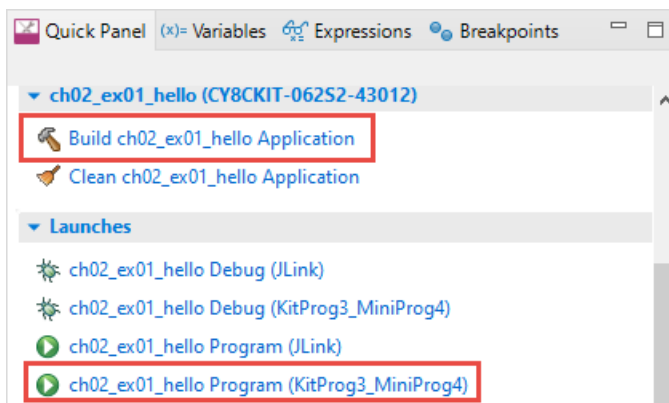 Quick Panel (x)= Variables Expressions Breakpoints
ch02_ex01_hello (CY8CKIT-062S2-43012)
Build ch02_ex01_hello Application
Clean ch02_ex01_hello Application
Launches
ch02_ex01_hello Debug (JLink)
ch02_ex01_hello Debug (KitProg3_MiniProg4)
ch02_ex01_hello Program (JLink)
ch02_ex01_hello Program (KitProg3_MiniProg4)